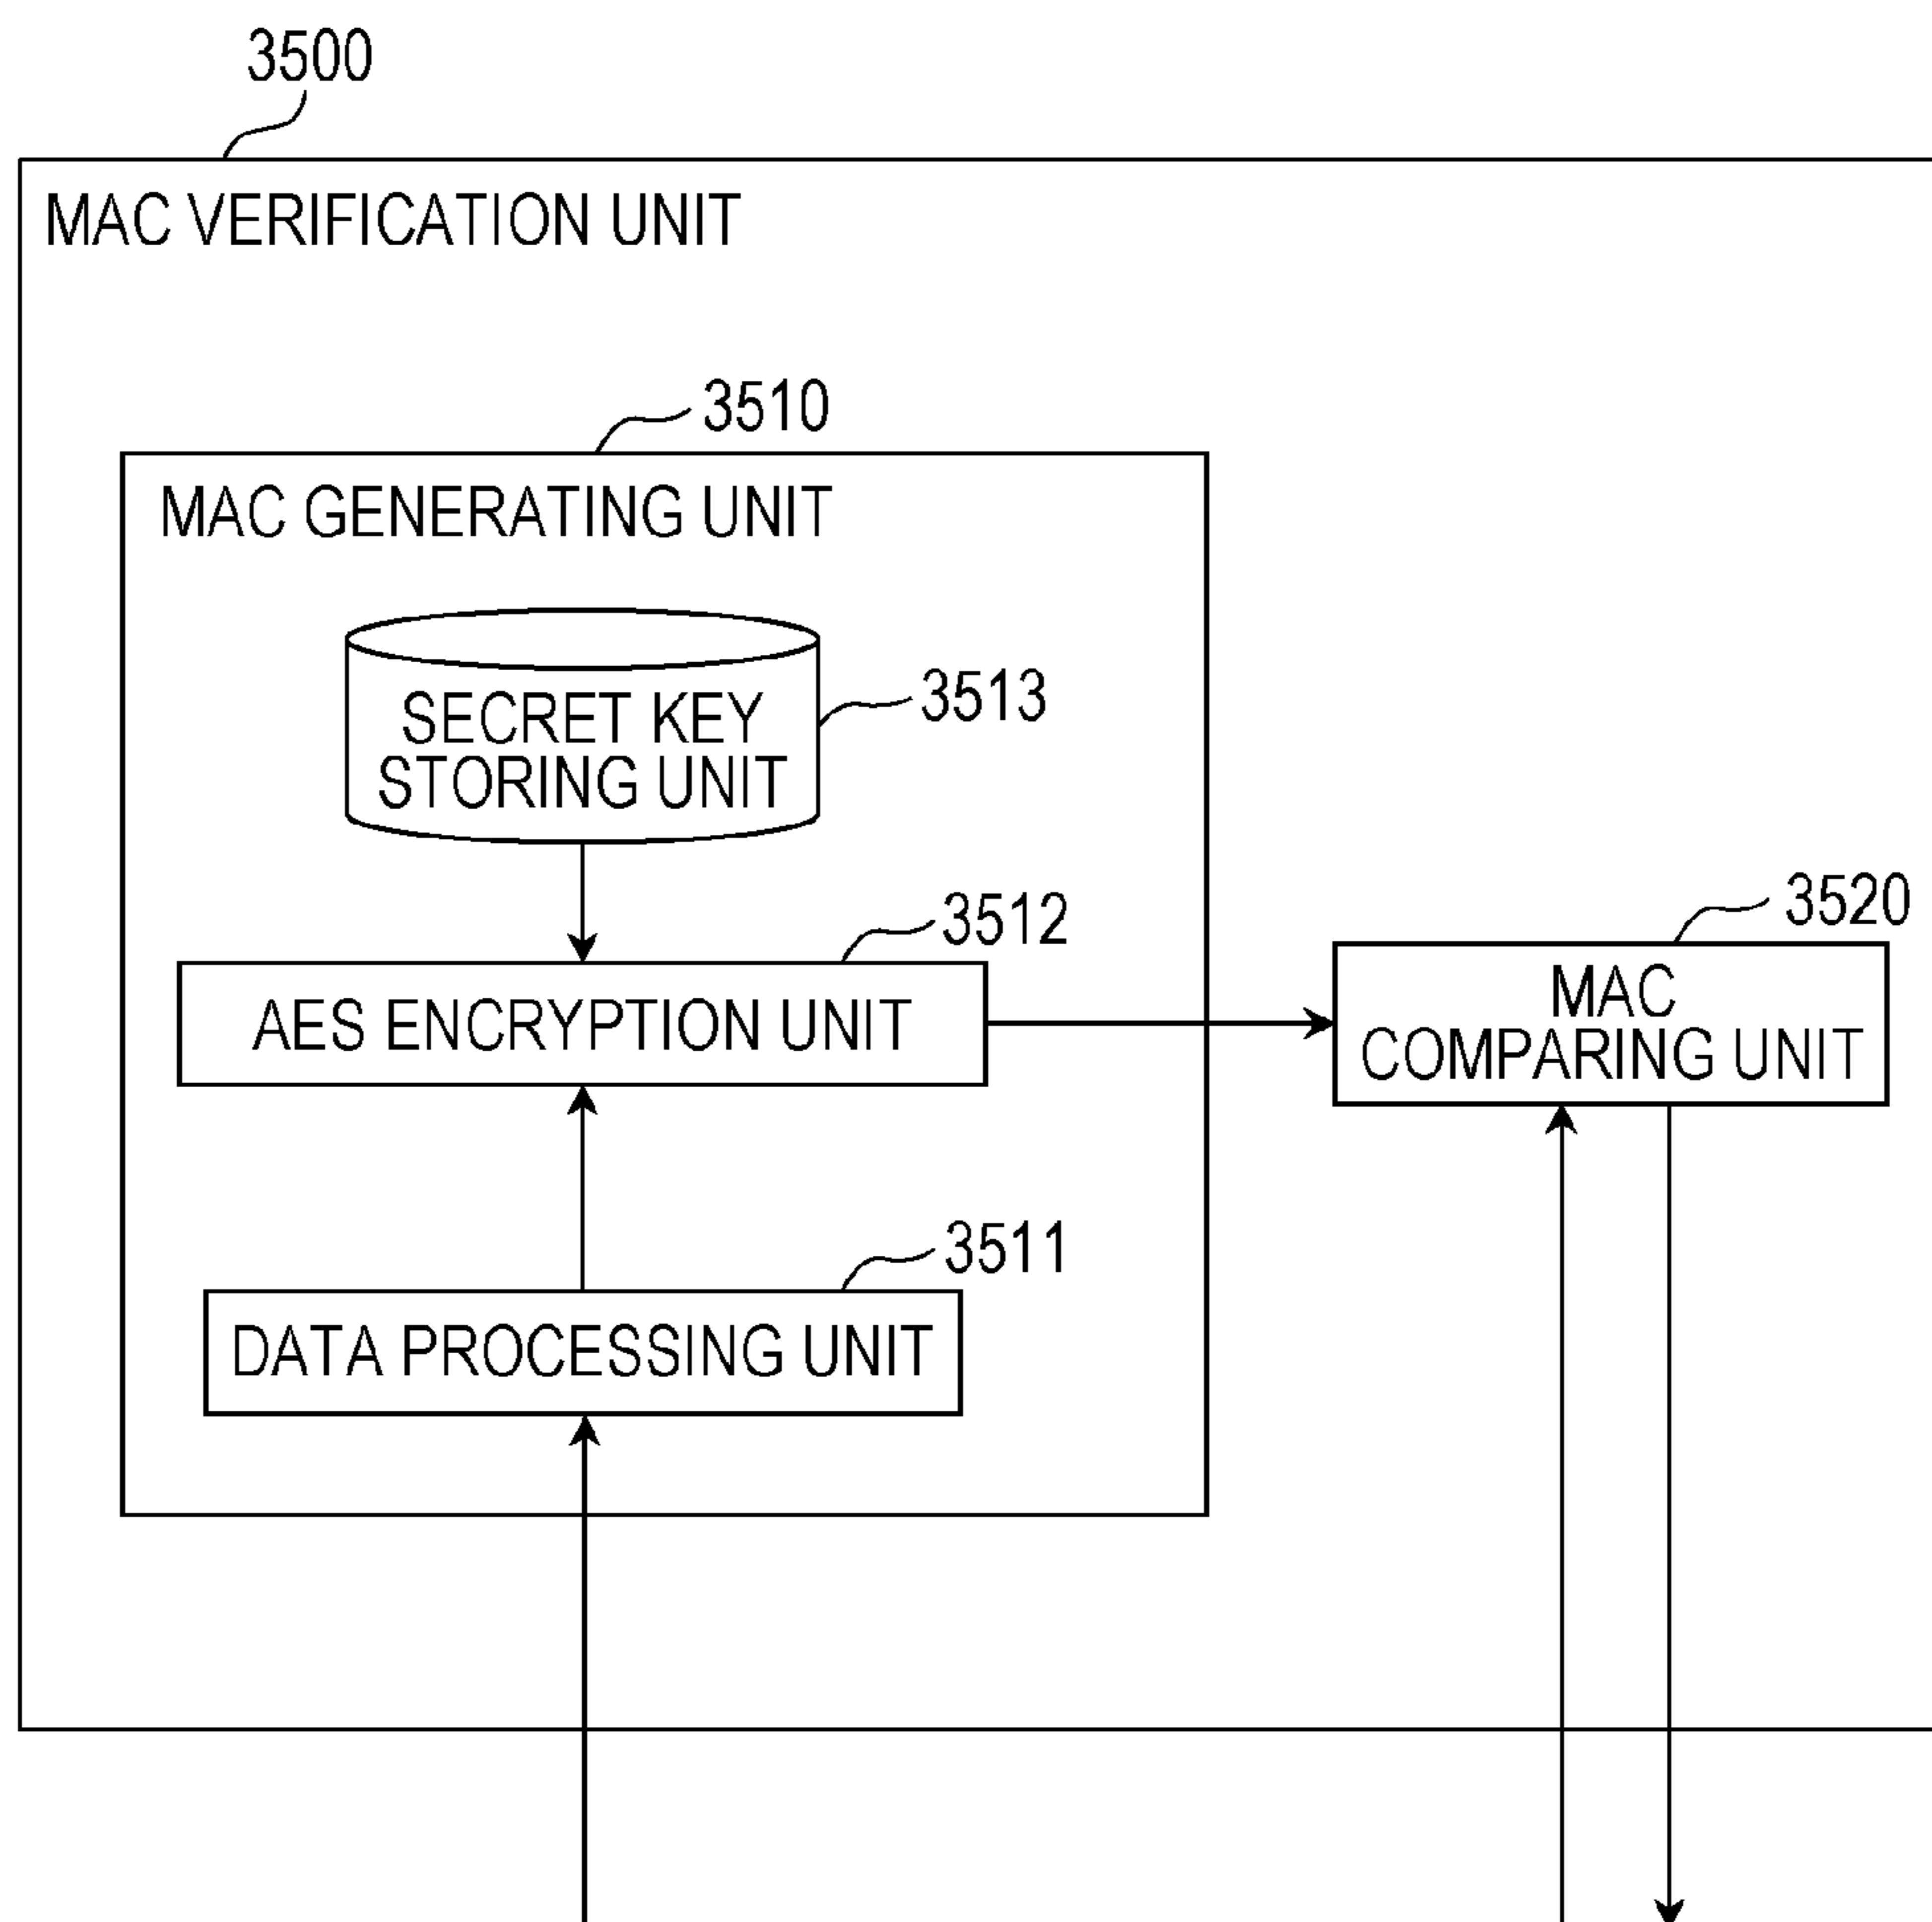 3500
MAC VERIFICATION UNIT
3510
MAC GENERATING UNIT
SECRET KEY
STORING UNIT
3513
3512
AES ENCRYPTION UNIT
3520
MAC
COMPARING UNIT
3511
DATA PROCESSING UNIT